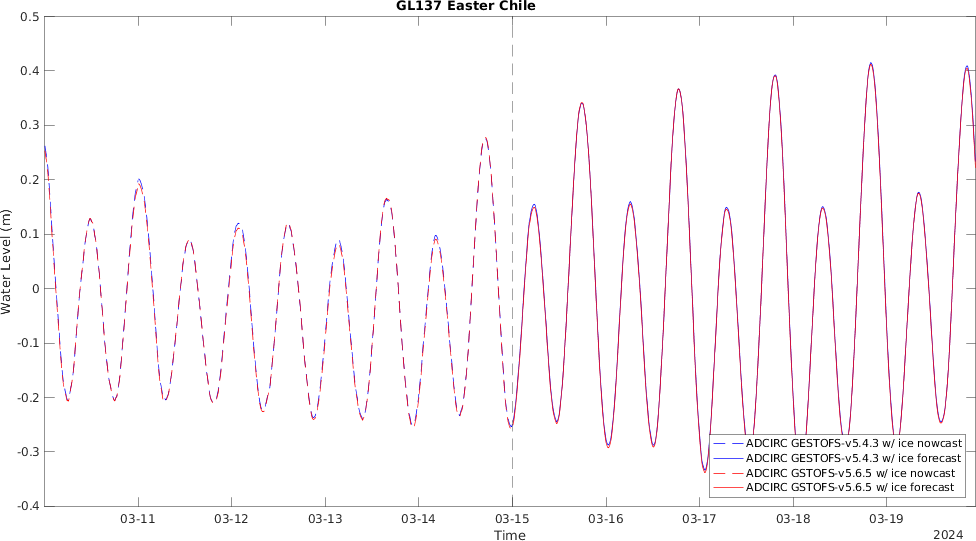 GL137 Easter Chile
0.5
0.4
0.3
0.2
0.1
0
-0.1
-0.2
-0.3
-0.4
Water Level (m)
ADCIRC GESTOFS-v5.4.3 w/ ice nowcast
ADCIRC GESTOFS-v5.4.3 w/ ice forecast
ADCIRC GSTOFS-v5.6.5 w/ ice nowcast
ADCIRC GSTOFS-v5.6.5 w/ ice forecast
03-11 03-12 03-13 03-14 03-15 03-16 03-17 03-18 03-19
Time
2024